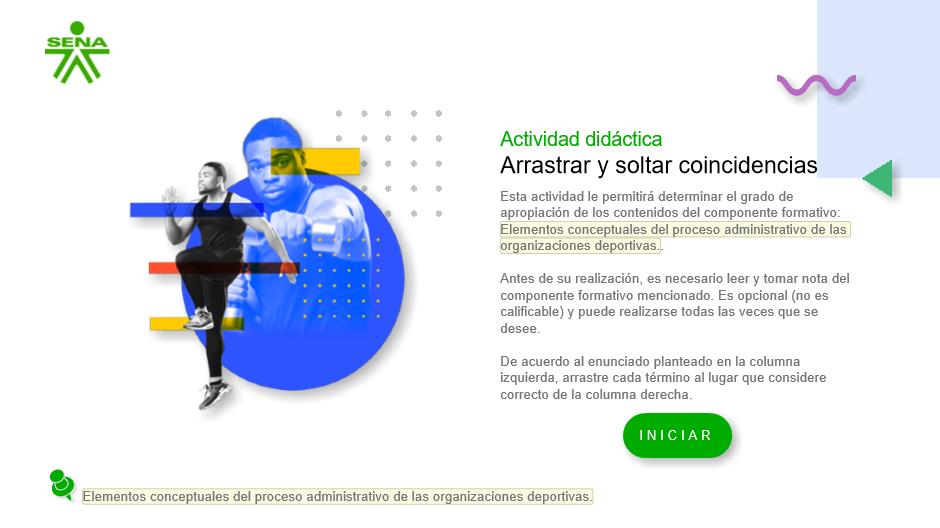 SENA
Actividad didáctica
Arrastrar y soltar coincidencias
Esta actividad le permitirá determinar el grado de
apropiación de los contenidos del componente formativo:
Elementos conceptuales del proceso administrativo de las
organizaciones deportivas..
Antes de su realización, es necesario leer y tomar nota del
componente formativo mencionado. Es opcional (no es
calificable) y puede realizarse todas las veces que se
desee.
De acuerdo al enunciado planteado en la columna
izquierda, arrastre cada término al lugar que considere
correcto de la columna derecha.
INICIAR
Elementos conceptuales del proceso administrativo de las organizaciones deportivas.